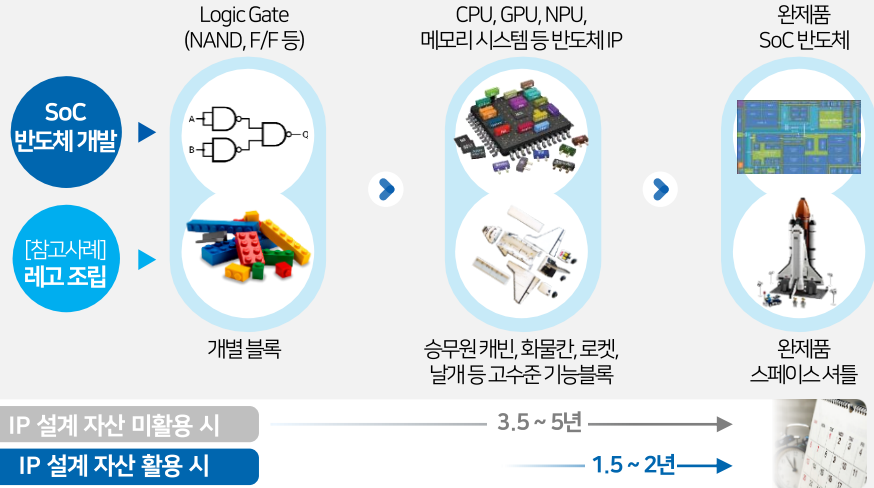 Logic Gate
(NAND, F/F 등)
CPU, GPU, NPU,
메모리 시스템 등 반도체 IP
완제품
SoC 반도체
SoC
반도체 개발
A
B
Q
[참고사례]
레고 조립
개별 블록
승무원 캐빈, 화물칸, 로켓,
날개 등 고수준 기능블록
완제품
스페이스 셔틀
IP 설계 자산 미활용 시
3.5 ~ 5년
IP 설계 자산 활용 시
1.5 ~ 2년